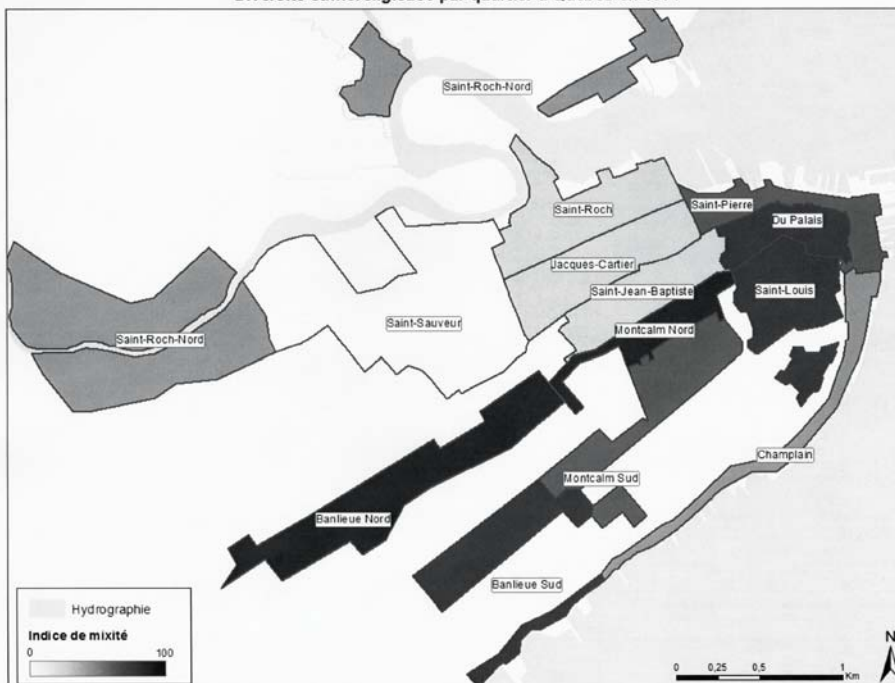 Saint-Roch-Nord
Saint-Roch
Saint-Pierre
Du Palais
Jacques-Cartier
Saint-Jean-Baptiste
Saint-Louis
Saint-Roch-Nord
Saint-Sauveur
Montcalm Nord
Champlain
Montcalm Sud
Banlieue Nord
Banlieue Sud
Hydrographie
Indice de mixité
0 100
N
0 0,25 0,5 1
Km